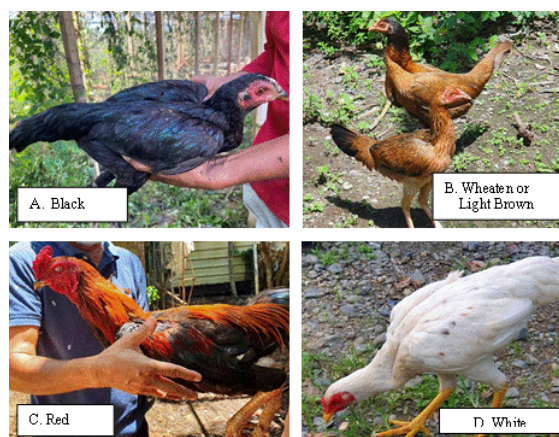 A. Black
B. Wheaten or
Light Brown
C. Red
D. White